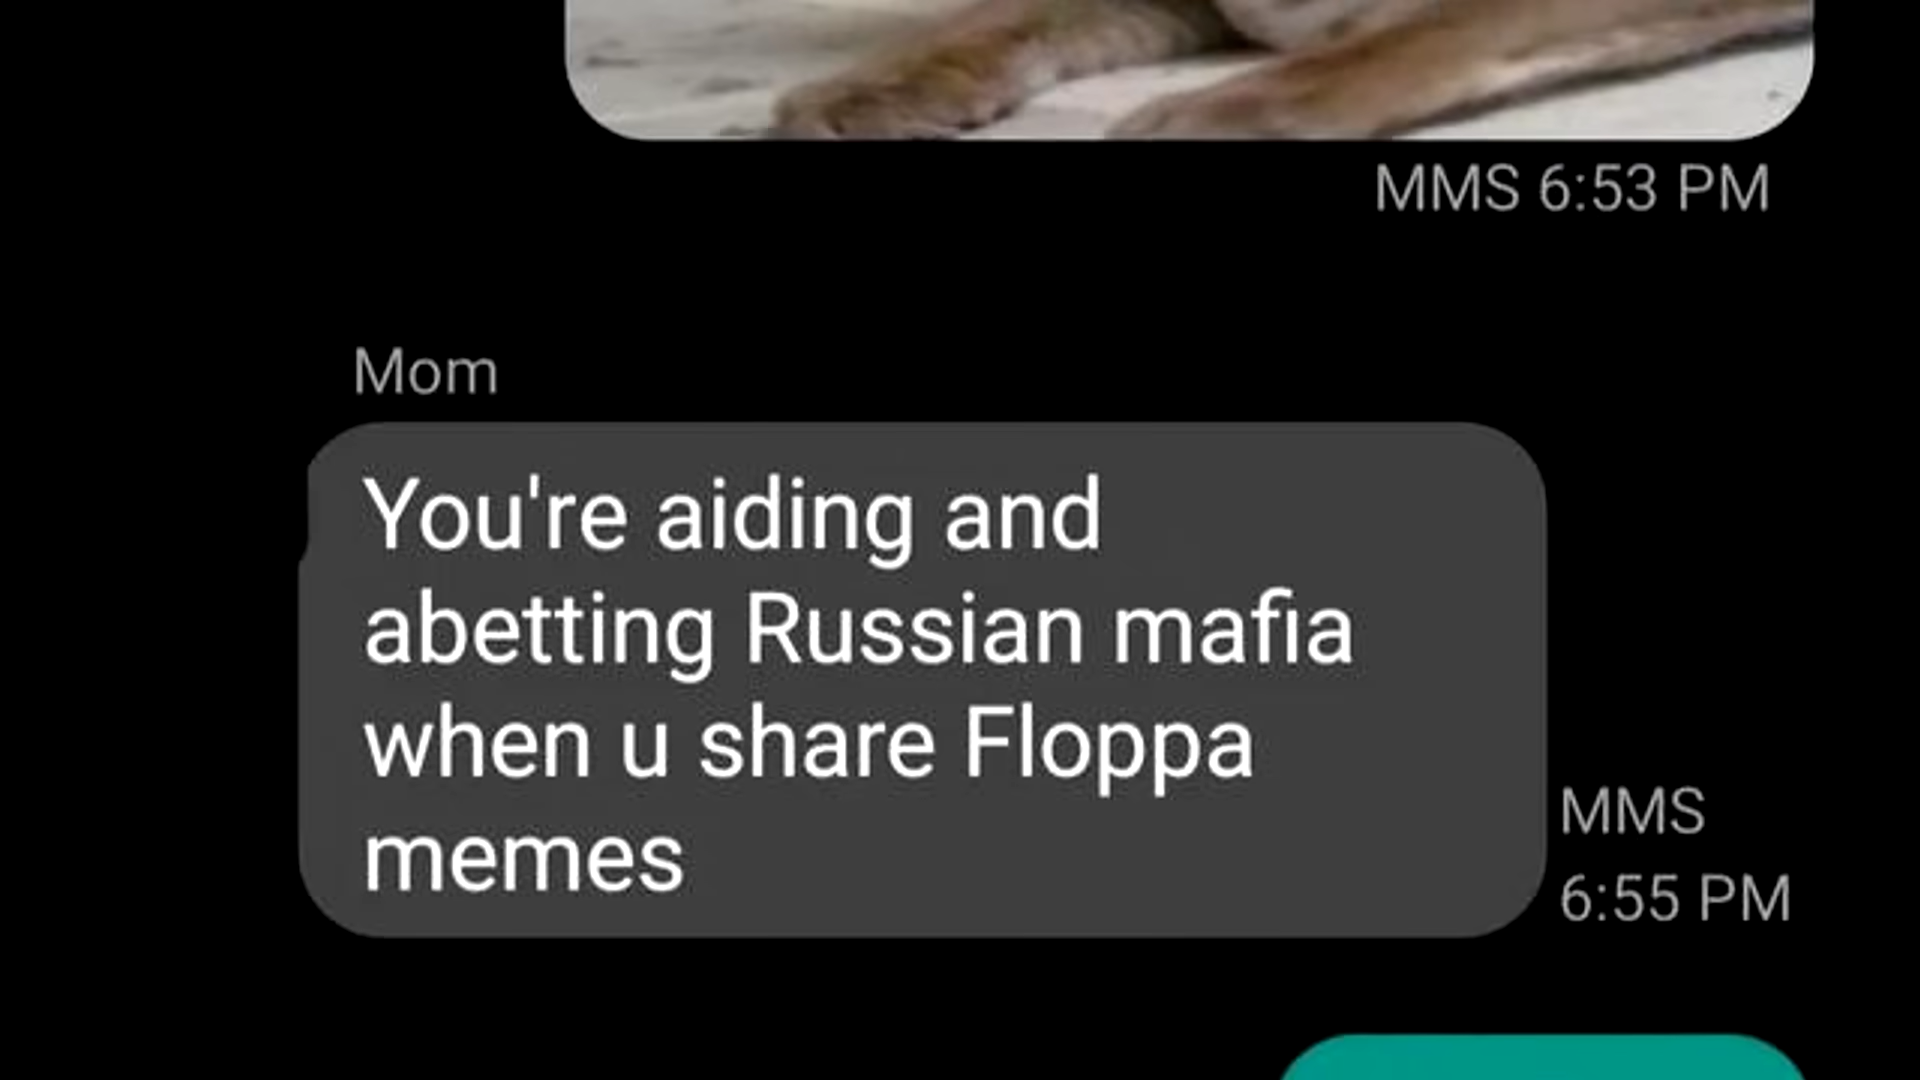 MMS 6:53 PM
Mom
You're aiding and
abetting Russian mafia
when u share Floppa
memes
MMS
6:55 PM